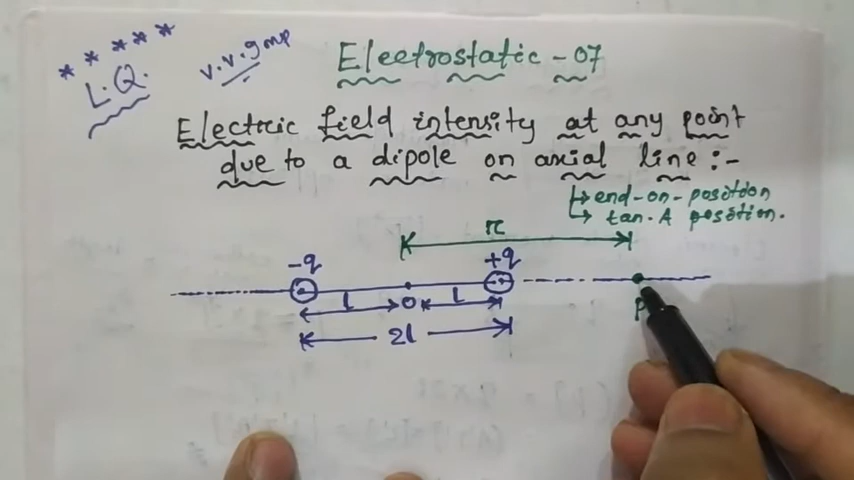 * * * * *
L.Q.
v.v.gmp
Electrostatic - 07
Electric field intensity at any point
due to a dipole on axial line :-
↳ end-on-position
↳ tan. A position.
r
-q +q
l O l P
2l